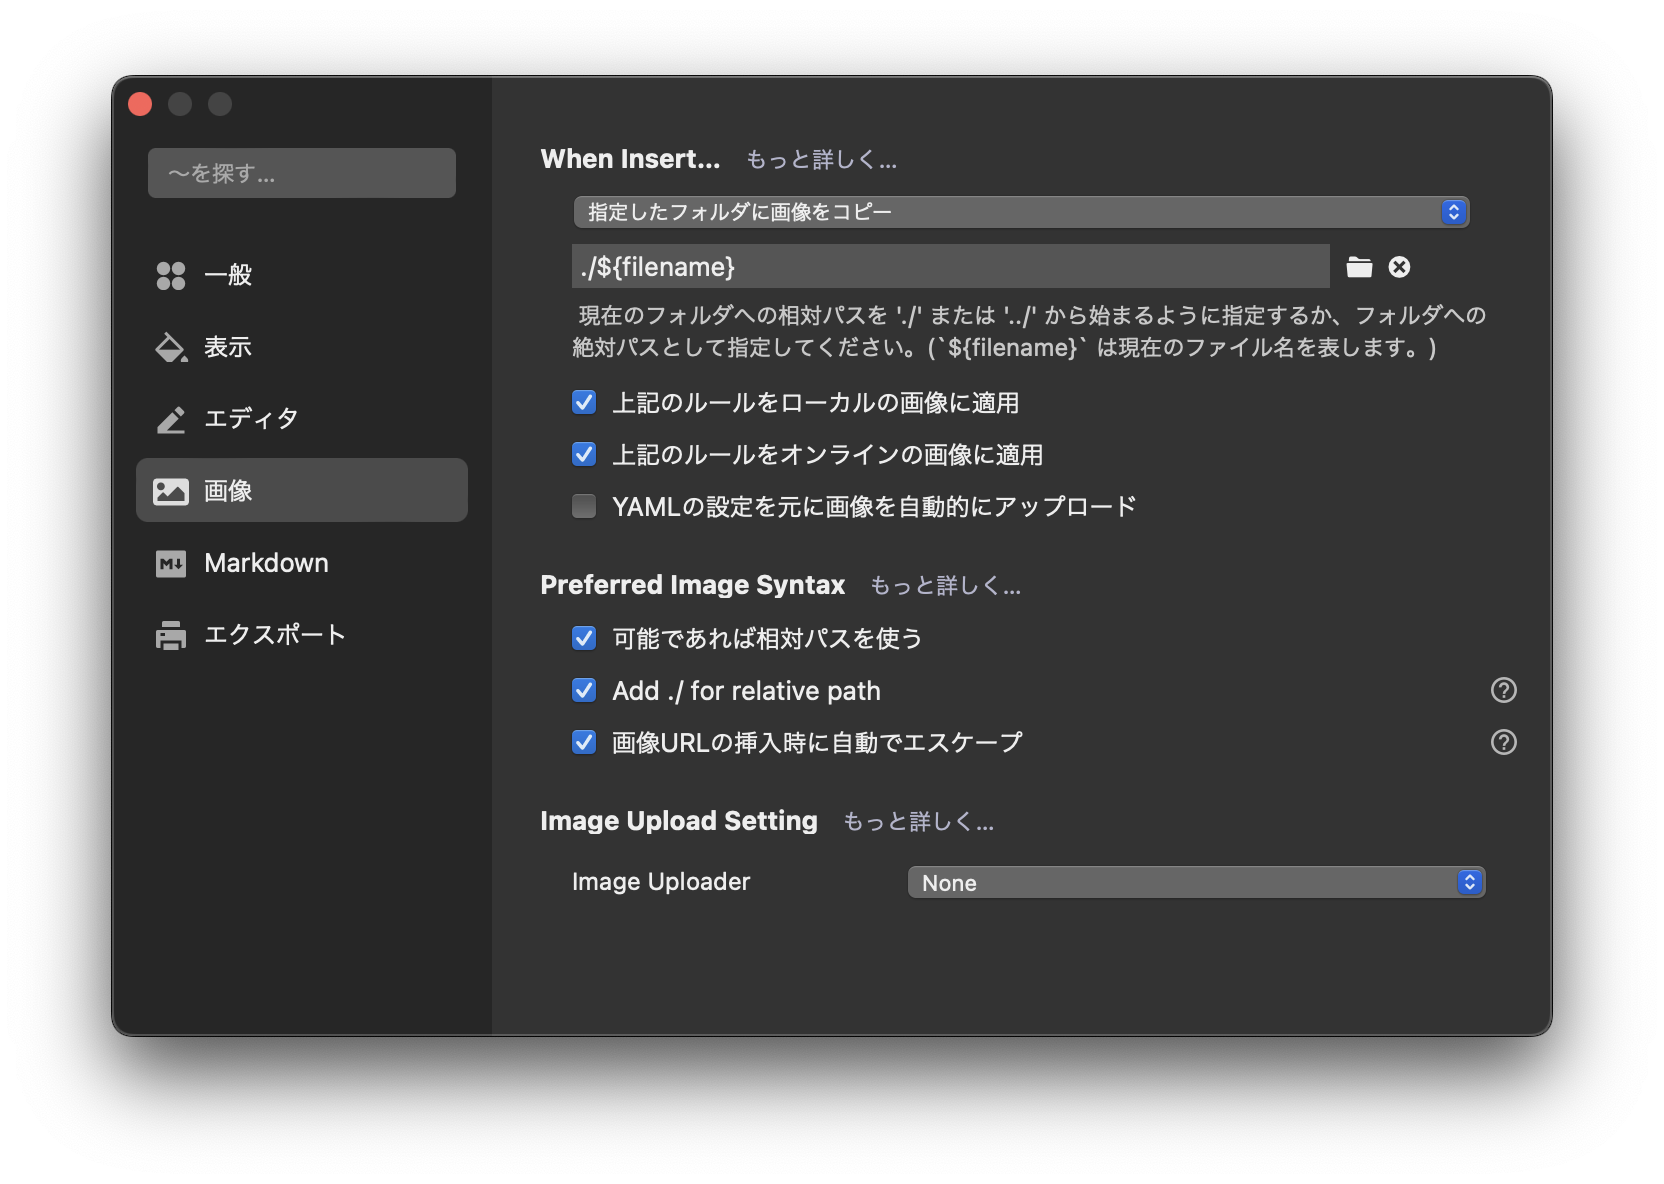 ～を探す...
一般
表示
エディタ
画像
Markdown
エクスポート
When Insert... もっと詳しく...
指定したフォルダに画像をコピー
./${filename}
現在のフォルダへの相対パスを './' または '../' から始まるように指定するか、フォルダへの
絶対パスとして指定してください。(`${filename}` は現在のファイル名を表します。)
上記のルールをローカルの画像に適用
上記のルールをオンラインの画像に適用
YAMLの設定を元に画像を自動的にアップロード
Preferred Image Syntax もっと詳しく...
可能であれば相対パスを使う
Add ./ for relative path
画像URLの挿入時に自動でエスケープ
Image Upload Setting もっと詳しく...
Image Uploader None